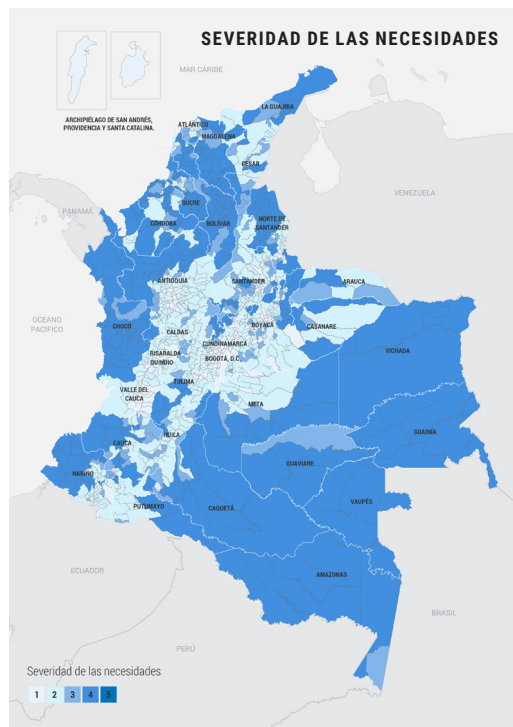 SEVERIDAD DE LAS NECESIDADES
MAR CARIBE
LA GUAJIRA
ARCHIPIÉLAGO DE SAN ANDRÉS,
PROVIDENCIA Y SANTA CATALINA.
ATLÁNTICO
MAGDALENA
CESAR
VENEZUELA
SUCRE
PANAMÁ
CÓRDOBA
BOLÍVAR
NORTE DE
SANTANDER
ANTIOQUIA
SANTANDER
ARAUCA
OCEANO
PACIFICO
CHOCÓ
CALDAS
BOYACÁ
CASANARE
CUNDINAMARCA
VICHADA
RISARALDA
QUINDIO
BOGOTÁ, D.C.
TOLIMA
VALLE DEL
CAUCA
META
GUAINÍA
CAUCA
HUILA
GUAVIARE
NARIÑO
VAUPÉS
PUTUMAYO
CAQUETÁ
ECUADOR
AMAZONAS
BRASIL
PERÚ
Severidad de las necesidades
1 2 3 4 5